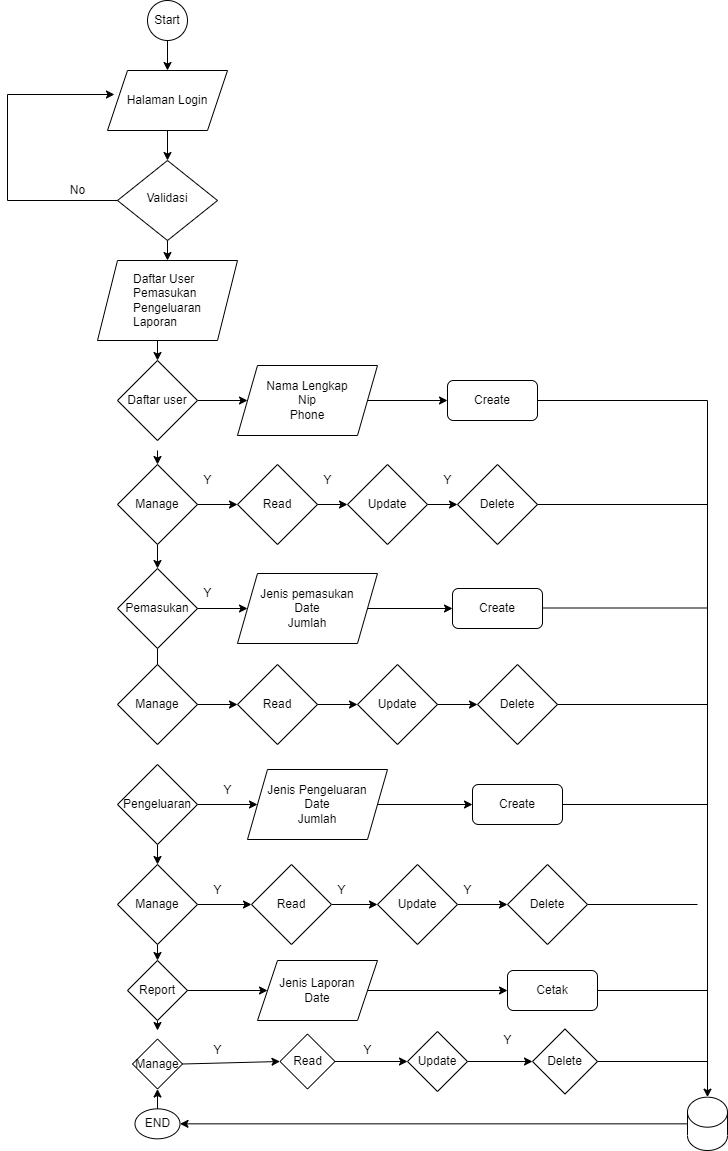 Start
Halaman Login
No
Validasi
Daftar User
Pemasukan
Pengeluaran
Laporan
Daftar user
Nama Lengkap
Nip
Phone
Create
Manage
Y
Read
Y
Update
Y
Delete
Pemasukan
Y
Jenis pemasukan
Date
Jumlah
Create
Manage
Read
Update
Delete
Pengeluaran
Y
Jenis Pengeluaran
Date
Jumlah
Create
Manage
Y
Read
Y
Update
Y
Delete
Report
Jenis Laporan
Date
Cetak
Manage
Y
Read
Y
Update
Y
Delete
END